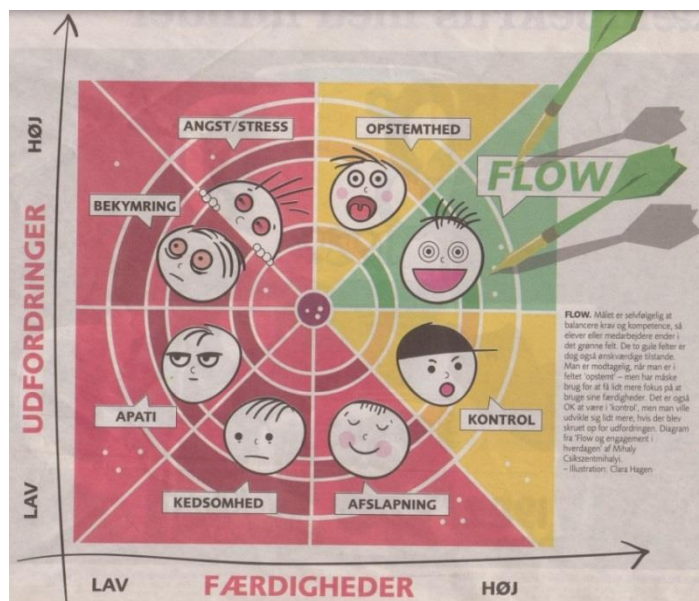 HØJ
UDFORDRINGER
LAV
ANGST/STRESS
OPSTEMTHED
BEKYMRING
FLOW
APATI
KONTROL
KEDSOMHED
AFSLAPNING
FLOW. Målet er selvfølgelig at
balancere krav og kompetence, så
elever eller medarbejdere ender i
det grønne felt. De to gule felter er
dog også ønskværdige tilstande.
Man er modtagelig, når man er i
feltet 'opstemt' – men har måske
brug for at få lidt mere fokus på at
bruge sine færdigheder. Det er også
OK at være i 'kontrol', men man ville
udvikle sig lidt mere, hvis der blev
skruet op for udfordringen. Diagram
fra 'Flow og engagement i
hverdagen' af Mihaly
Csikszentmihalyi.
– Illustration: Clara Hagen
LAV
FÆRDIGHEDER
HØJ